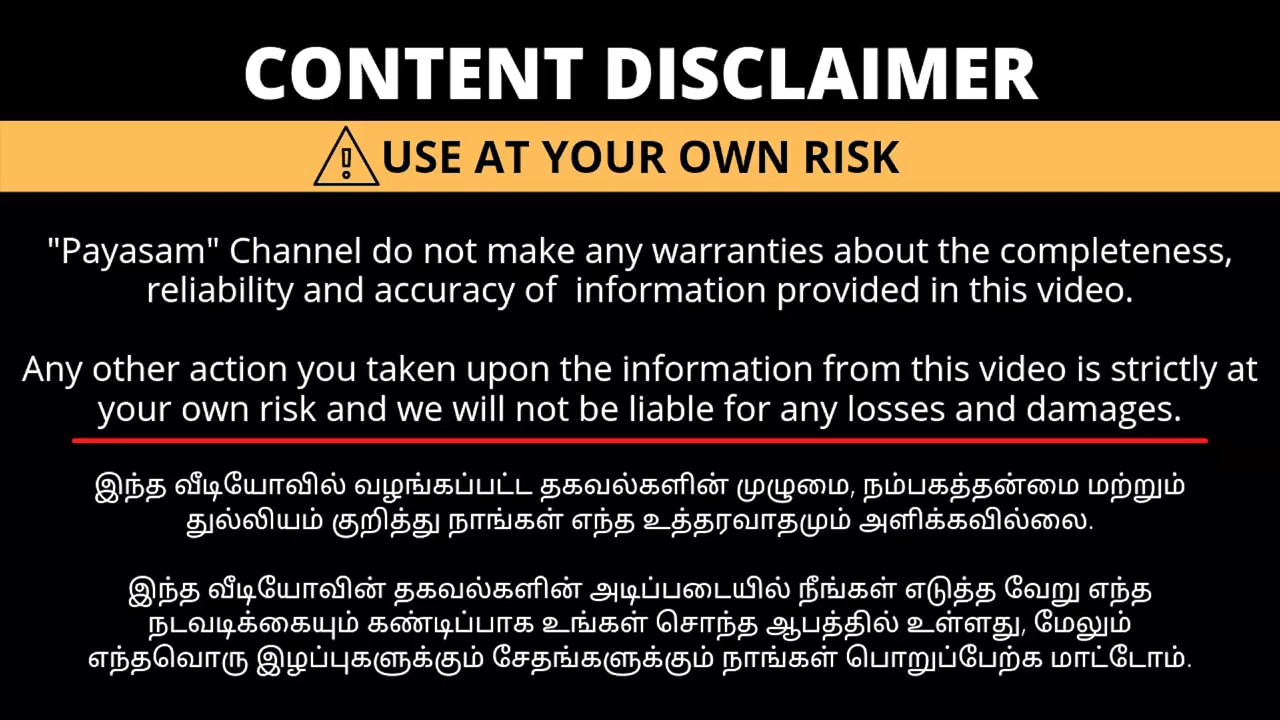 CONTENT DISCLAIMER
USE AT YOUR OWN RISK
"Payasam" Channel do not make any warranties about the completeness,
reliability and accuracy of  information provided in this video.
Any other action you taken upon the information from this video is strictly at
your own risk and we will not be liable for any losses and damages.
இந்த வீடியோவில் வழங்கப்பட்ட தகவல்களின் முழுமை, நம்பகத்தன்மை மற்றும்
துல்லியம் குறித்து நாங்கள் எந்த உத்தரவாதமும் அளிக்கவில்லை.
இந்த வீடியோவின் தகவல்களின் அடிப்படையில் நீங்கள் எடுத்த வேறு எந்த
நடவடிக்கையும் கண்டிப்பாக உங்கள் சொந்த ஆபத்தில் உள்ளது, மேலும்
எந்தவொரு இழப்புகளுக்கும் சேதங்களுக்கும் நாங்கள் பொறுப்பேற்க மாட்டோம்.